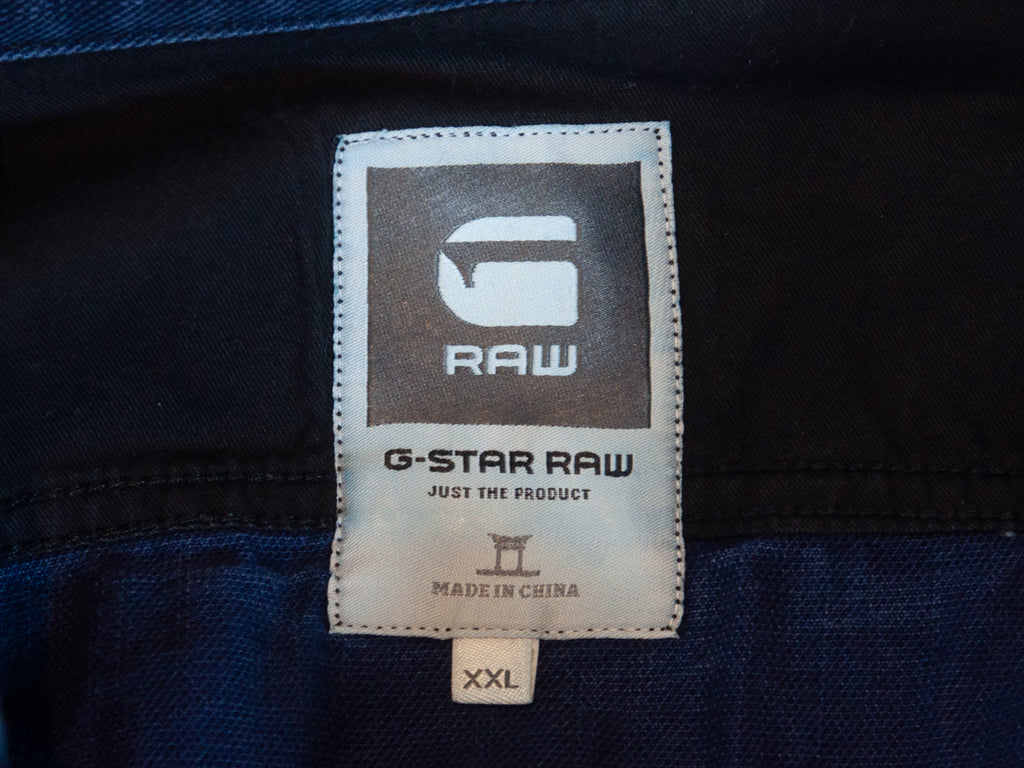 G
RAW
G-STAR RAW
JUST THE PRODUCT
MADE IN CHINA
XXL